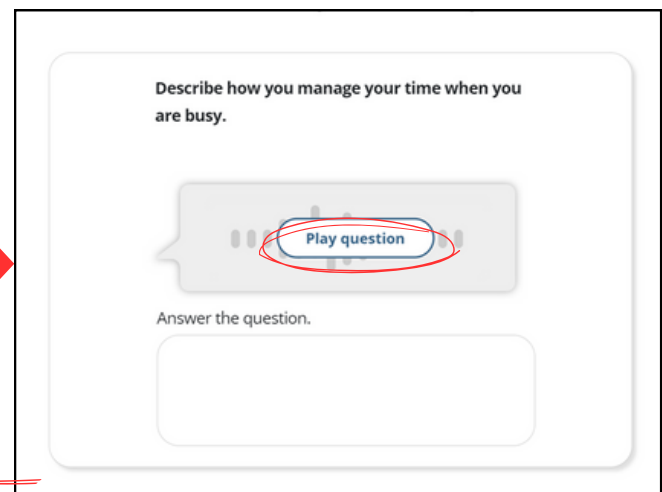 Describe how you manage your time when you
are busy.
Play question
Answer the question.